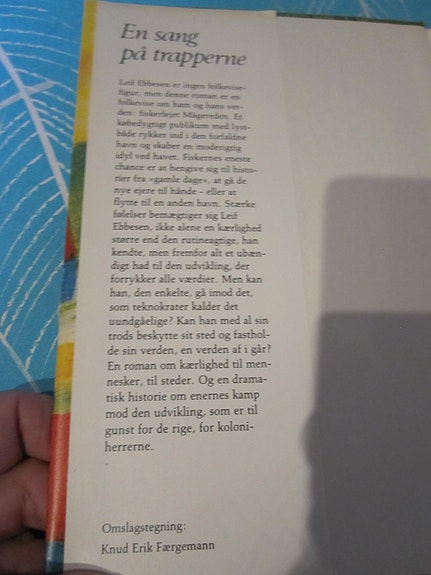 En sang
på trapperne
Leif Ebbesen er ingen folkevise-
figur, men denne roman er en
folkevise om ham og hans ver-
den: fiskerlejet Mågereden. Et
købedygtigt publikum med lyst-
både rykker ind i den forfaldne
havn og skaber en moderigtig
idyl ved havet. Fiskernes eneste
chance er at hengive sig til histo-
rier fra »gamle dage«, at gå de
nye ejere til hånde – eller at
flytte til en anden havn. Stærke
følelser bemægtiger sig Leif
Ebbesen, ikke alene en kærlighed
større end den rutineagtige, han
kendte, men fremfor alt et ubæn-
digt had til den udvikling, der
forrykker alle værdier. Men kan
han, den enkelte, gå imod det,
som teknokrater kalder det
uundgåelige? Kan han med al sin
trods beskytte sit sted og fasthol-
de sin verden, en verden af i går?
En roman om kærlighed til men-
nesker, til steder. Og en drama-
tisk historie om enernes kamp
mod den udvikling, som er til
gunst for de rige, for koloni-
herrerne.
Omslagstegning:
Knud Erik Færgemann